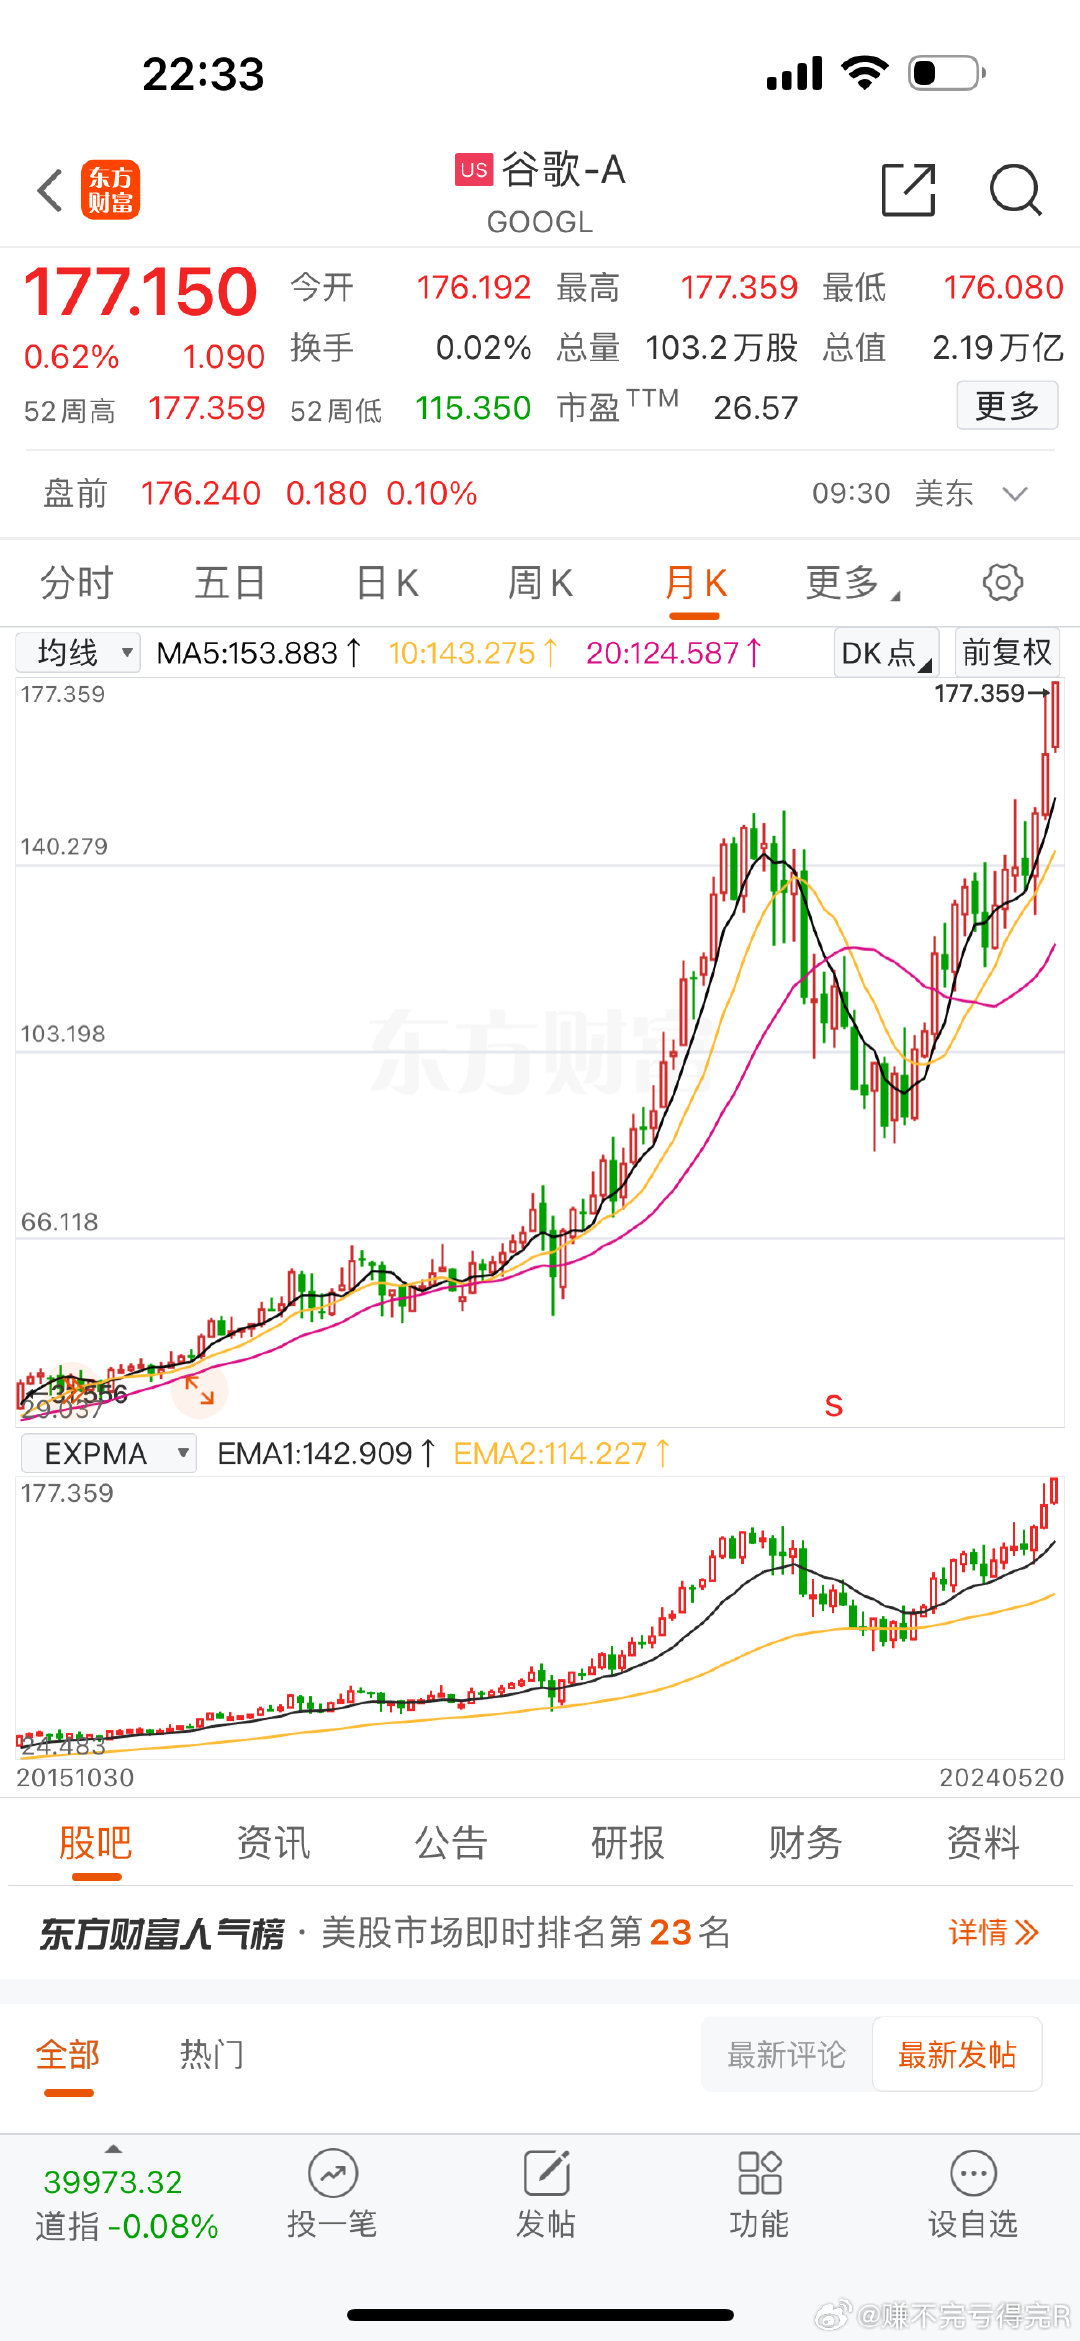 22:33
东方财富
US 谷歌-A
GOOGL
177.150 今开 176.192 最高 177.359 最低 176.080
0.62% 1.090 换手 0.02% 总量 103.2万股 总值 2.19万亿
52周高 177.359 52周低 115.350 市盈TTM 26.57 更多
盘前 176.240 0.180 0.10% 09:30 美东
分时 五日 日K 周K 月K 更多
均线 MA5:153.883↑ 10:143.275↑ 20:124.587↑ DK点 前复权
177.359 177.359→
140.279
东方财富
103.198
66.118
←31.556
29.037
S
EXPMA EMA1:142.909↑ EMA2:114.227↑
177.359
24.483
20151030 20240520
股吧 资讯 公告 研报 财务 资料
东方财富人气榜 · 美股市场即时排名第23名 详情
全部 热门 最新评论 最新发帖
39973.32
道指 -0.08% 投一笔 发帖 功能 设自选
@赚不完亏得完R